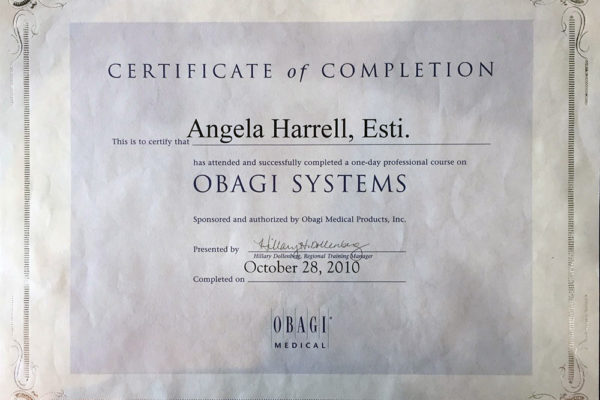 CERTIFICATE of COMPLETION
This is to certify that Angela Harrell, Esti.
has attended and successfully completed a one-day professional course on
OBAGI SYSTEMS
Sponsored and authorized by Obagi Medical Products, Inc.
Presented by Hillary H. Dollenberg
Hillary Dollenberg, Regional Training Manager
October 28, 2010
Completed on
OBAGI®
MEDICAL